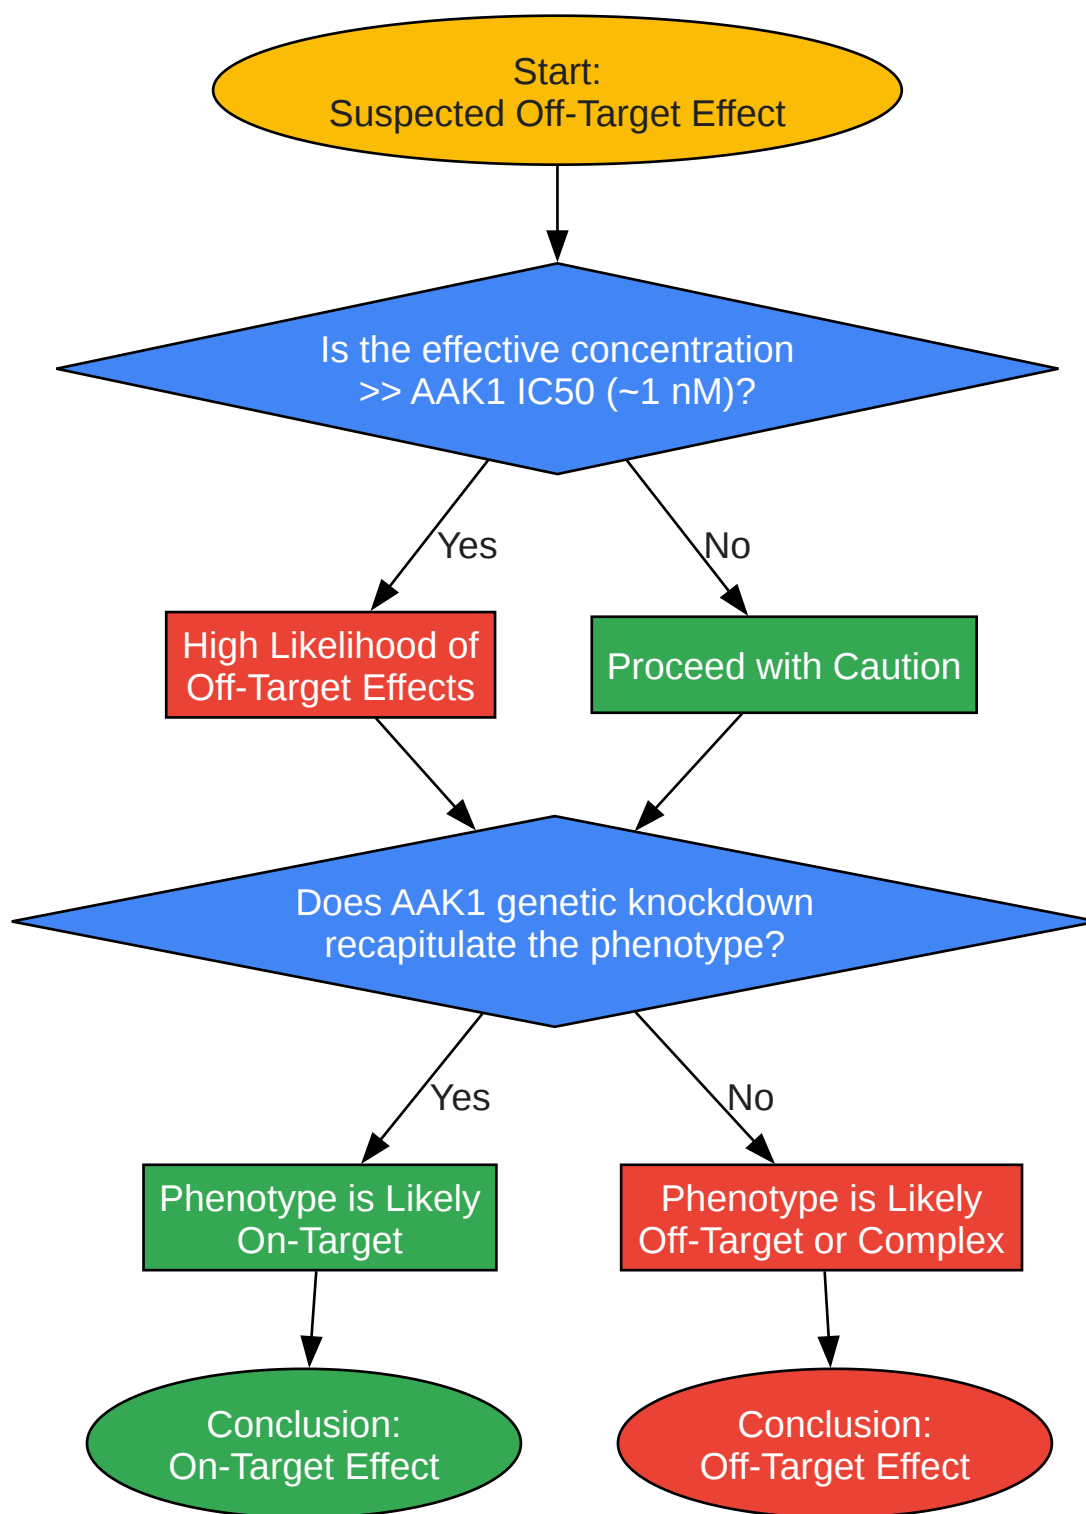 Start:
Suspected Off-Target Effect
Is the effective concentration
>> AAK1 IC50 (~1 nM)?
Yes
No
High Likelihood of
Off-Target Effects
Proceed with Caution
Does AAK1 genetic knockdown
recapitulate the phenotype?
Yes
No
Phenotype is Likely
On-Target
Phenotype is Likely
Off-Target or Complex
Conclusion:
On-Target Effect
Conclusion:
Off-Target Effect